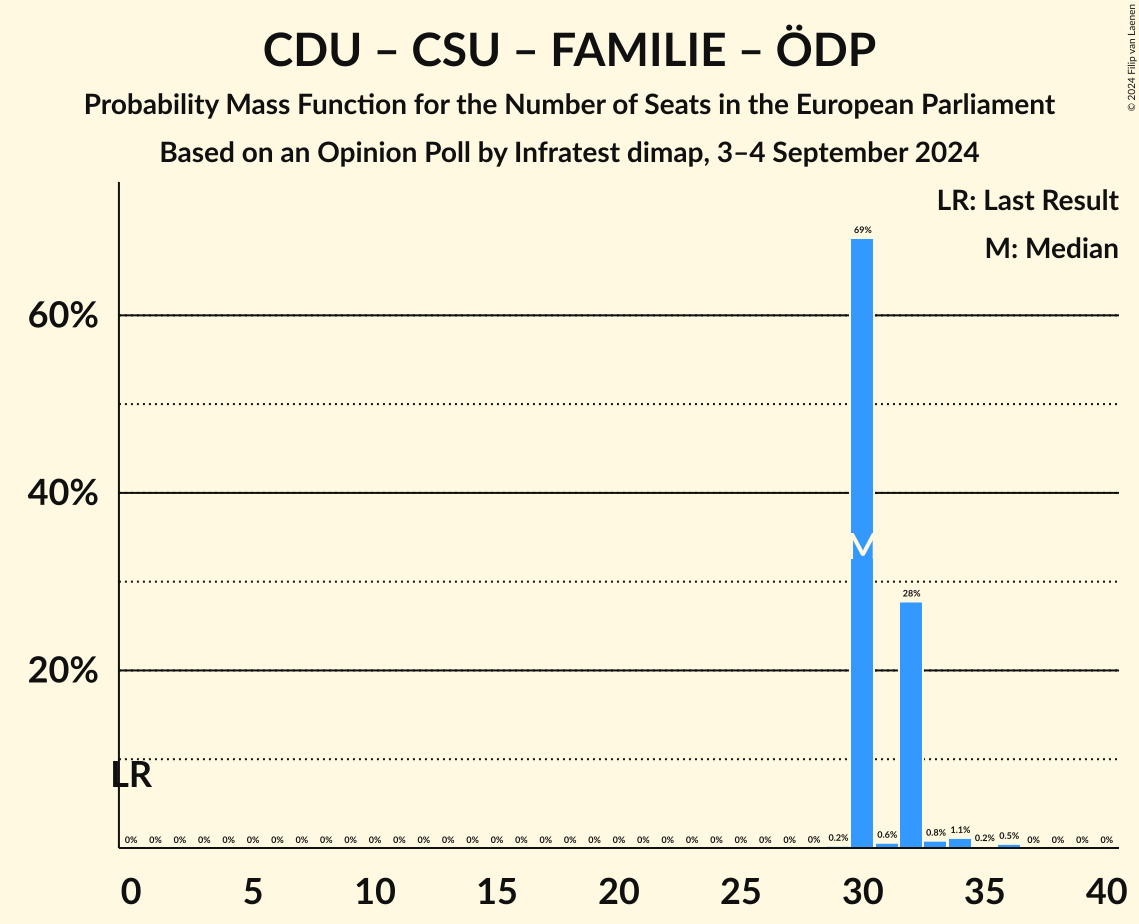 CDU – CSU – FAMILIE – ÖDP
Probability Mass Function for the Number of Seats in the European Parliament
Based on an Opinion Poll by Infratest dimap, 3–4 September 2024
© 2024 Filip van Laenen
LR: Last Result
M: Median
69%
60%
40%
M
28%
20%
LR
0% 0% 0% 0% 0% 0% 0% 0% 0% 0% 0% 0% 0% 0% 0% 0% 0% 0% 0% 0% 0% 0% 0% 0% 0% 0% 0% 0% 0% 0.2% 0.6% 0.8% 1.1% 0.2% 0.5% 0% 0% 0% 0%
0 5 10 15 20 25 30 35 40